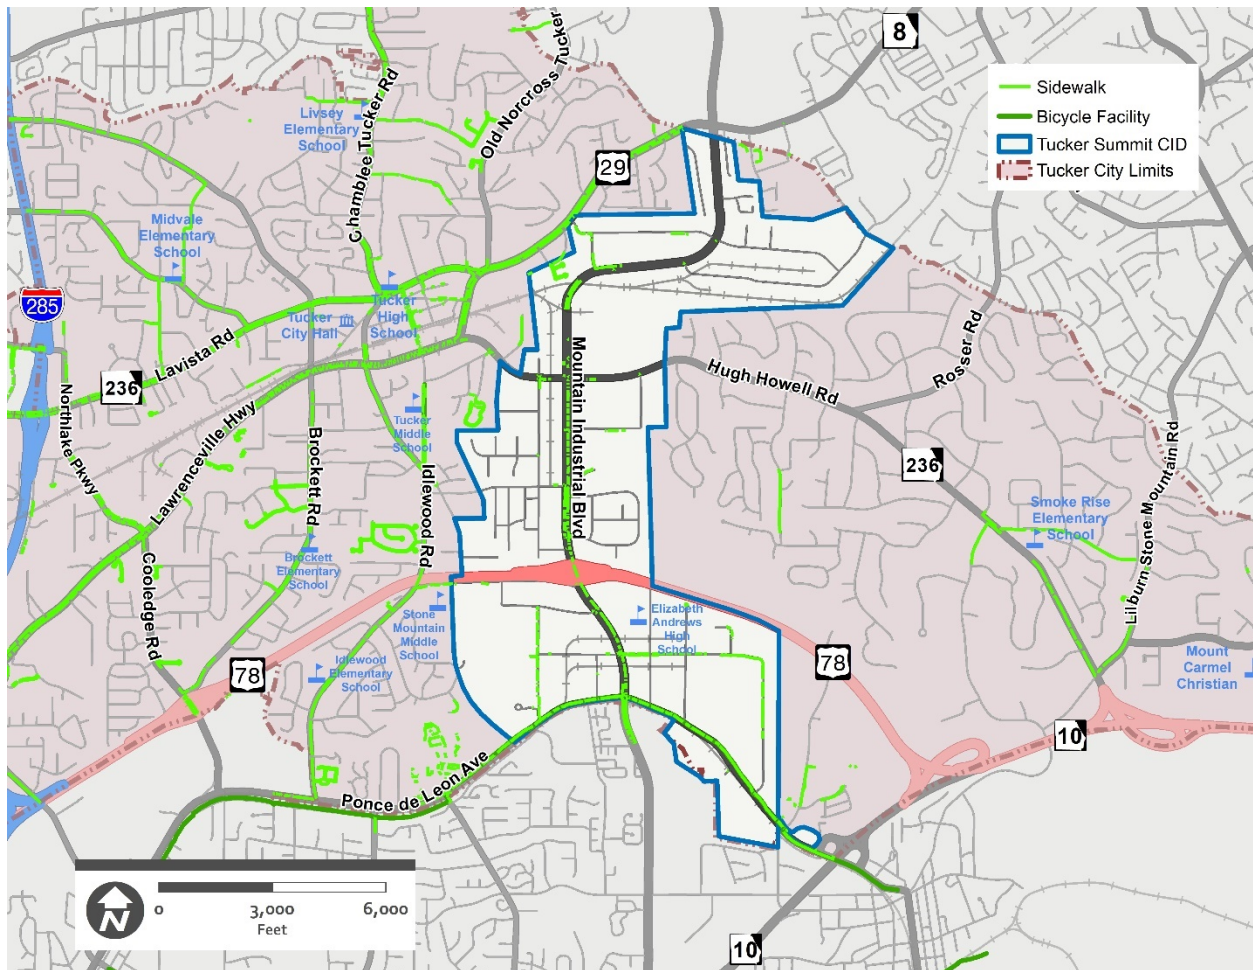 8
Sidewalk
Bicycle Facility
Tucker Summit CID
Tucker City Limits
Livsey
Elementary
School
Chamblee Tucker Rd
Old Norcross Tucker
29
Midvale
Elementary
School
285
Tucker
High
School
Tucker
City Hall
Lavista Rd
236
Northlake Pkwy
Lawrenceville Hwy
Brockett Rd
Tucker
Middle
School
Idlewood Rd
Mountain Industrial Blvd
Hugh Howell Rd
Rosser Rd
236
Smoke Rise
Elementary
School
Lilburn Stone Mountain Rd
Cooledge Rd
Brockett
Elementary
School
Stone
Mountain
Middle
School
Elizabeth
Andrews
High
School
Idlewood
Elementary
School
78
78
Mount
Carmel
Christian
10
Ponce de Leon Ave
N
0
3,000
6,000
Feet
10